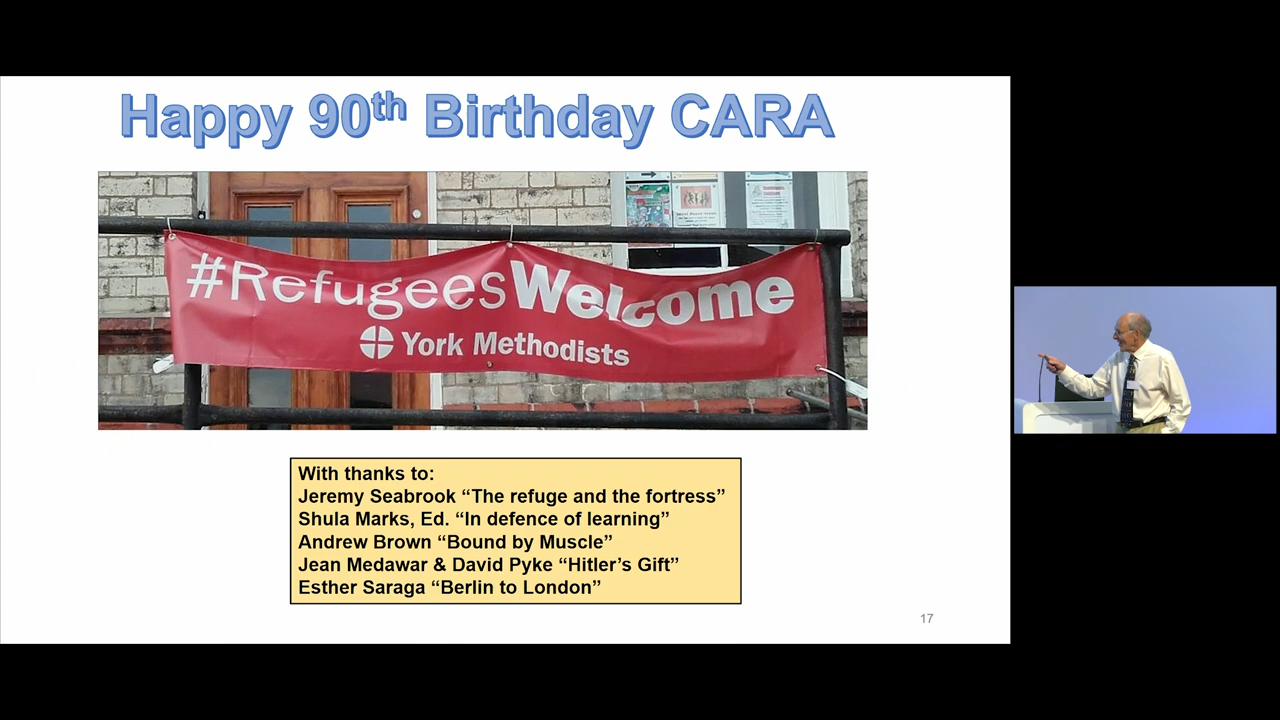 Happy 90th Birthday CARA
#RefugeesWelcome
York Methodists
With thanks to:
Jeremy Seabrook “The refuge and the fortress”
Shula Marks, Ed. “In defence of learning”
Andrew Brown “Bound by Muscle”
Jean Medawar & David Pyke “Hitler’s Gift”
Esther Saraga “Berlin to London”
17